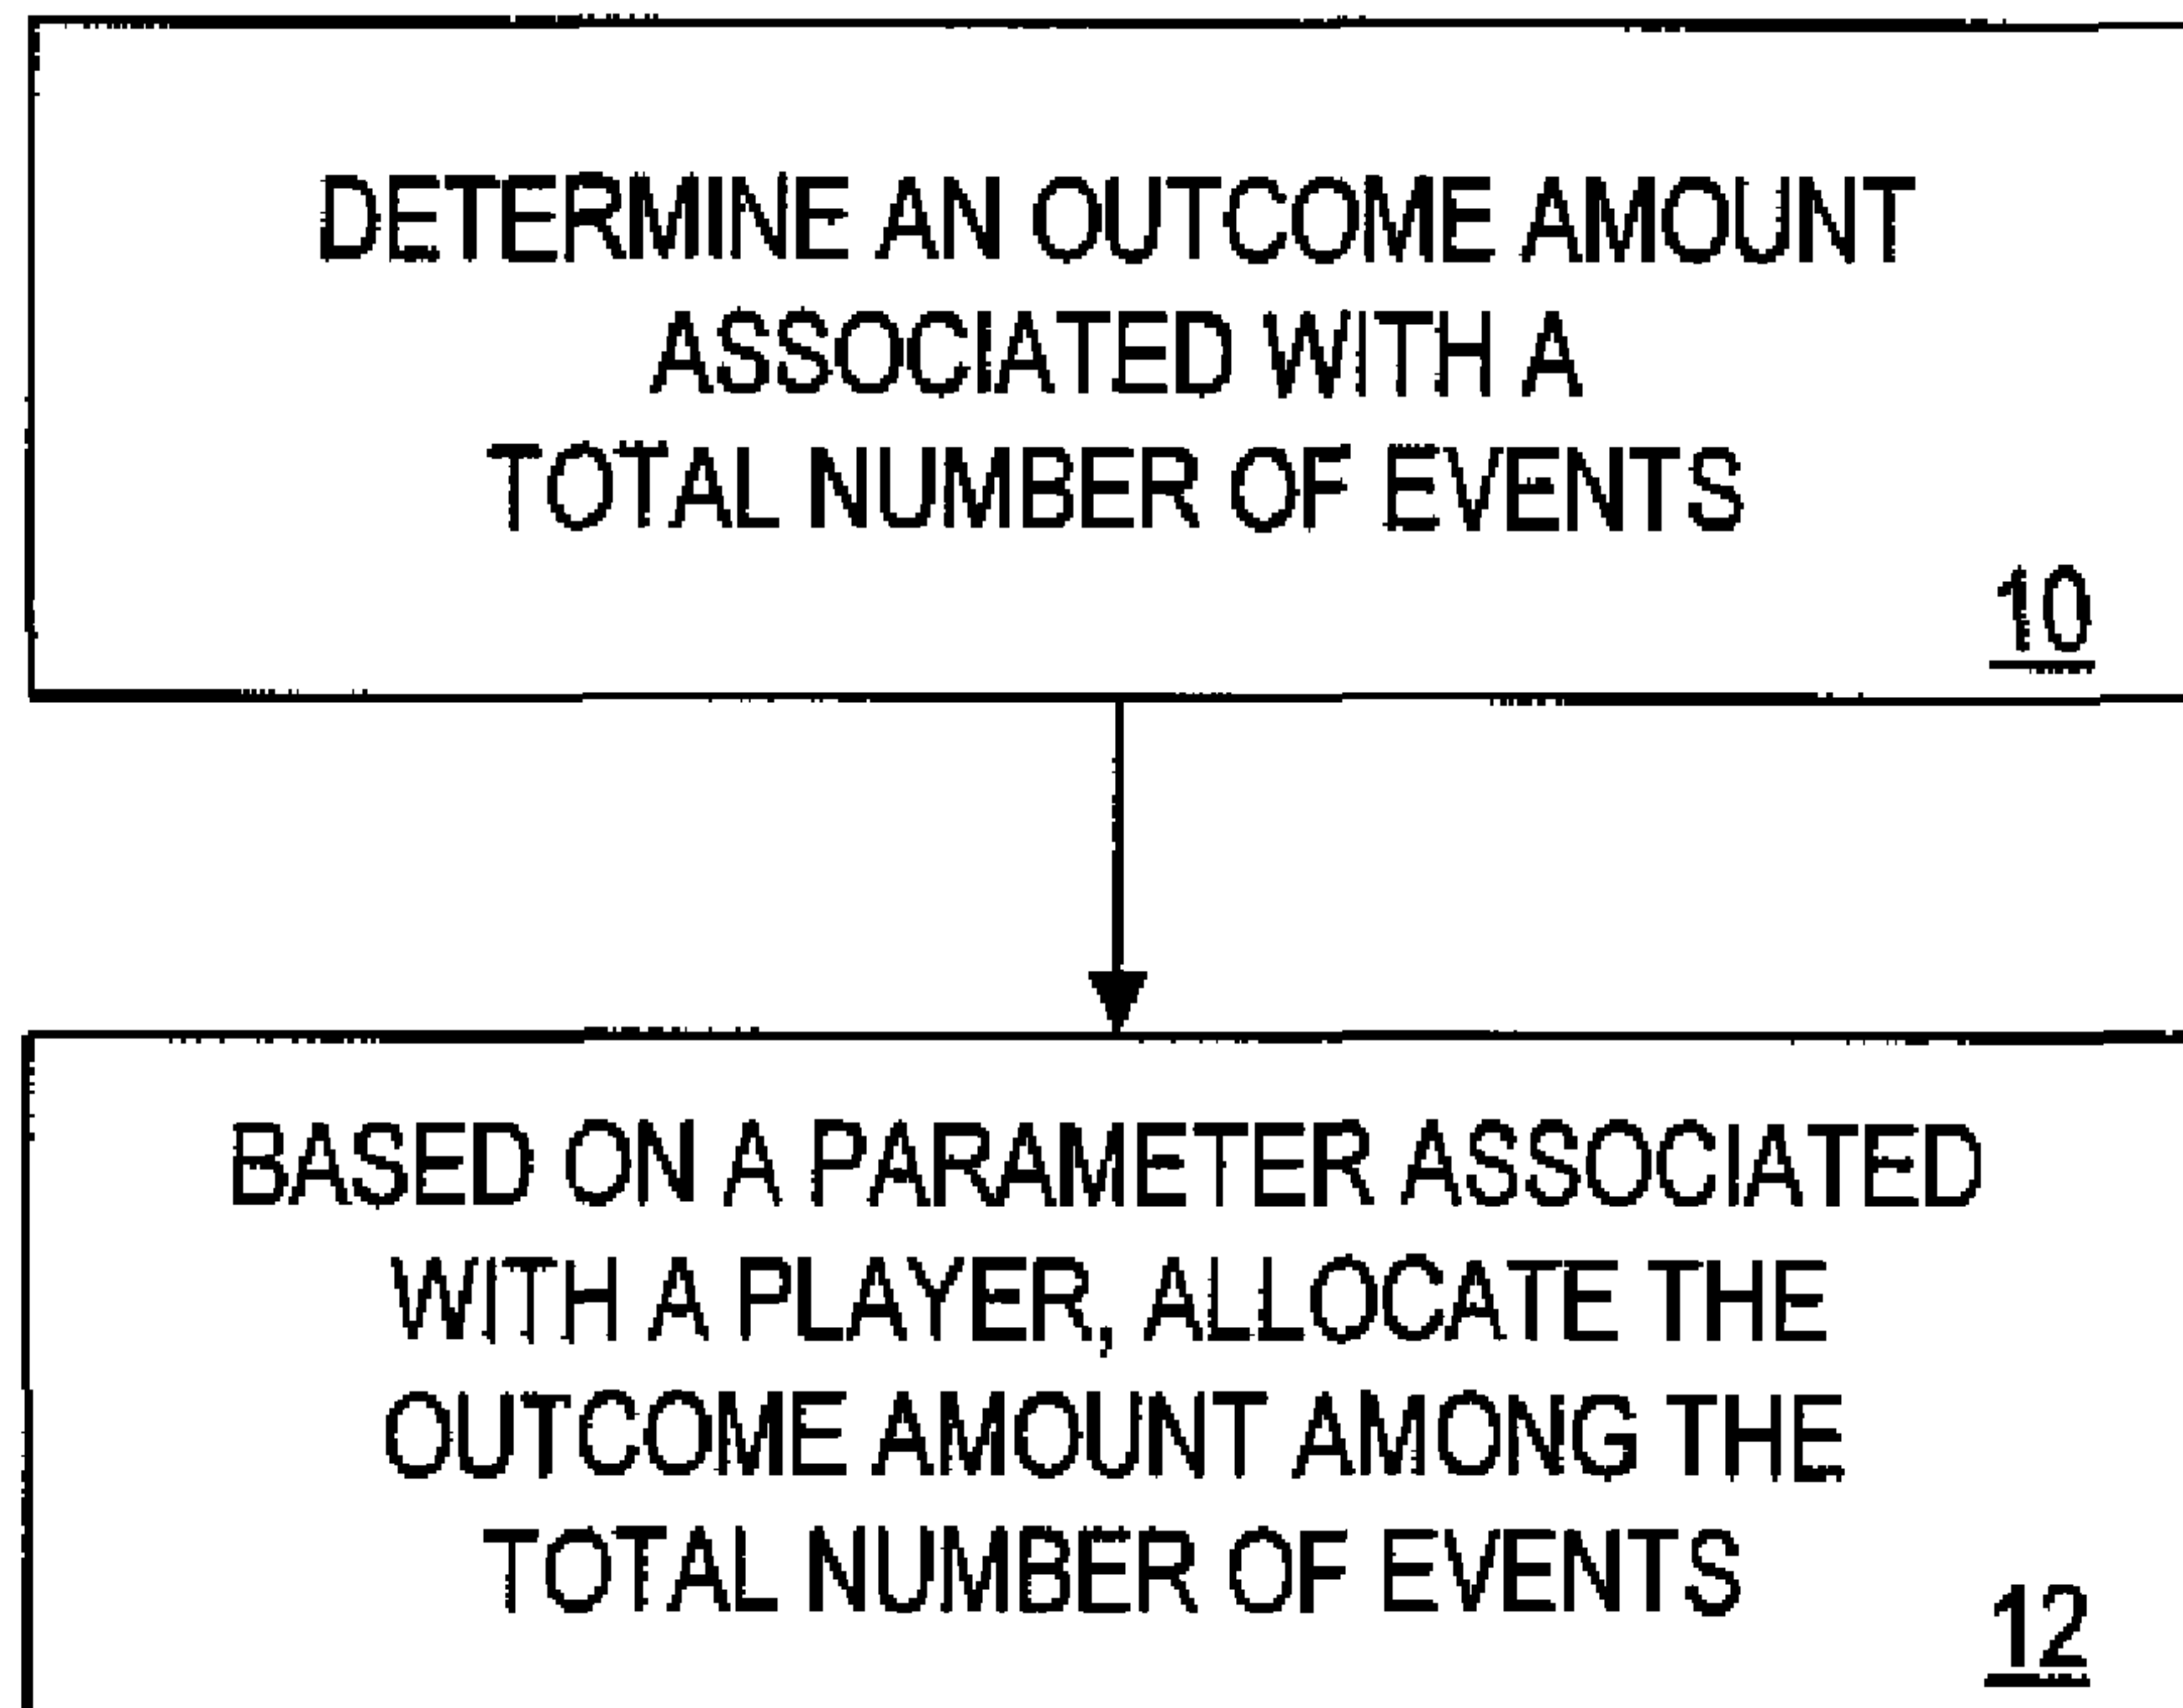 DETERMINE AN OUTCOME AMOUNT
ASSOCIATED WITH A
TOTAL NUMBER OF EVENTS
10
BASED ON A PARAMETER ASSOCIATED
WITH A PLAYER, ALLOCATE THE
OUTCOME AMOUNT AMONG THE
TOTAL NUMBER OF EVENTS
12